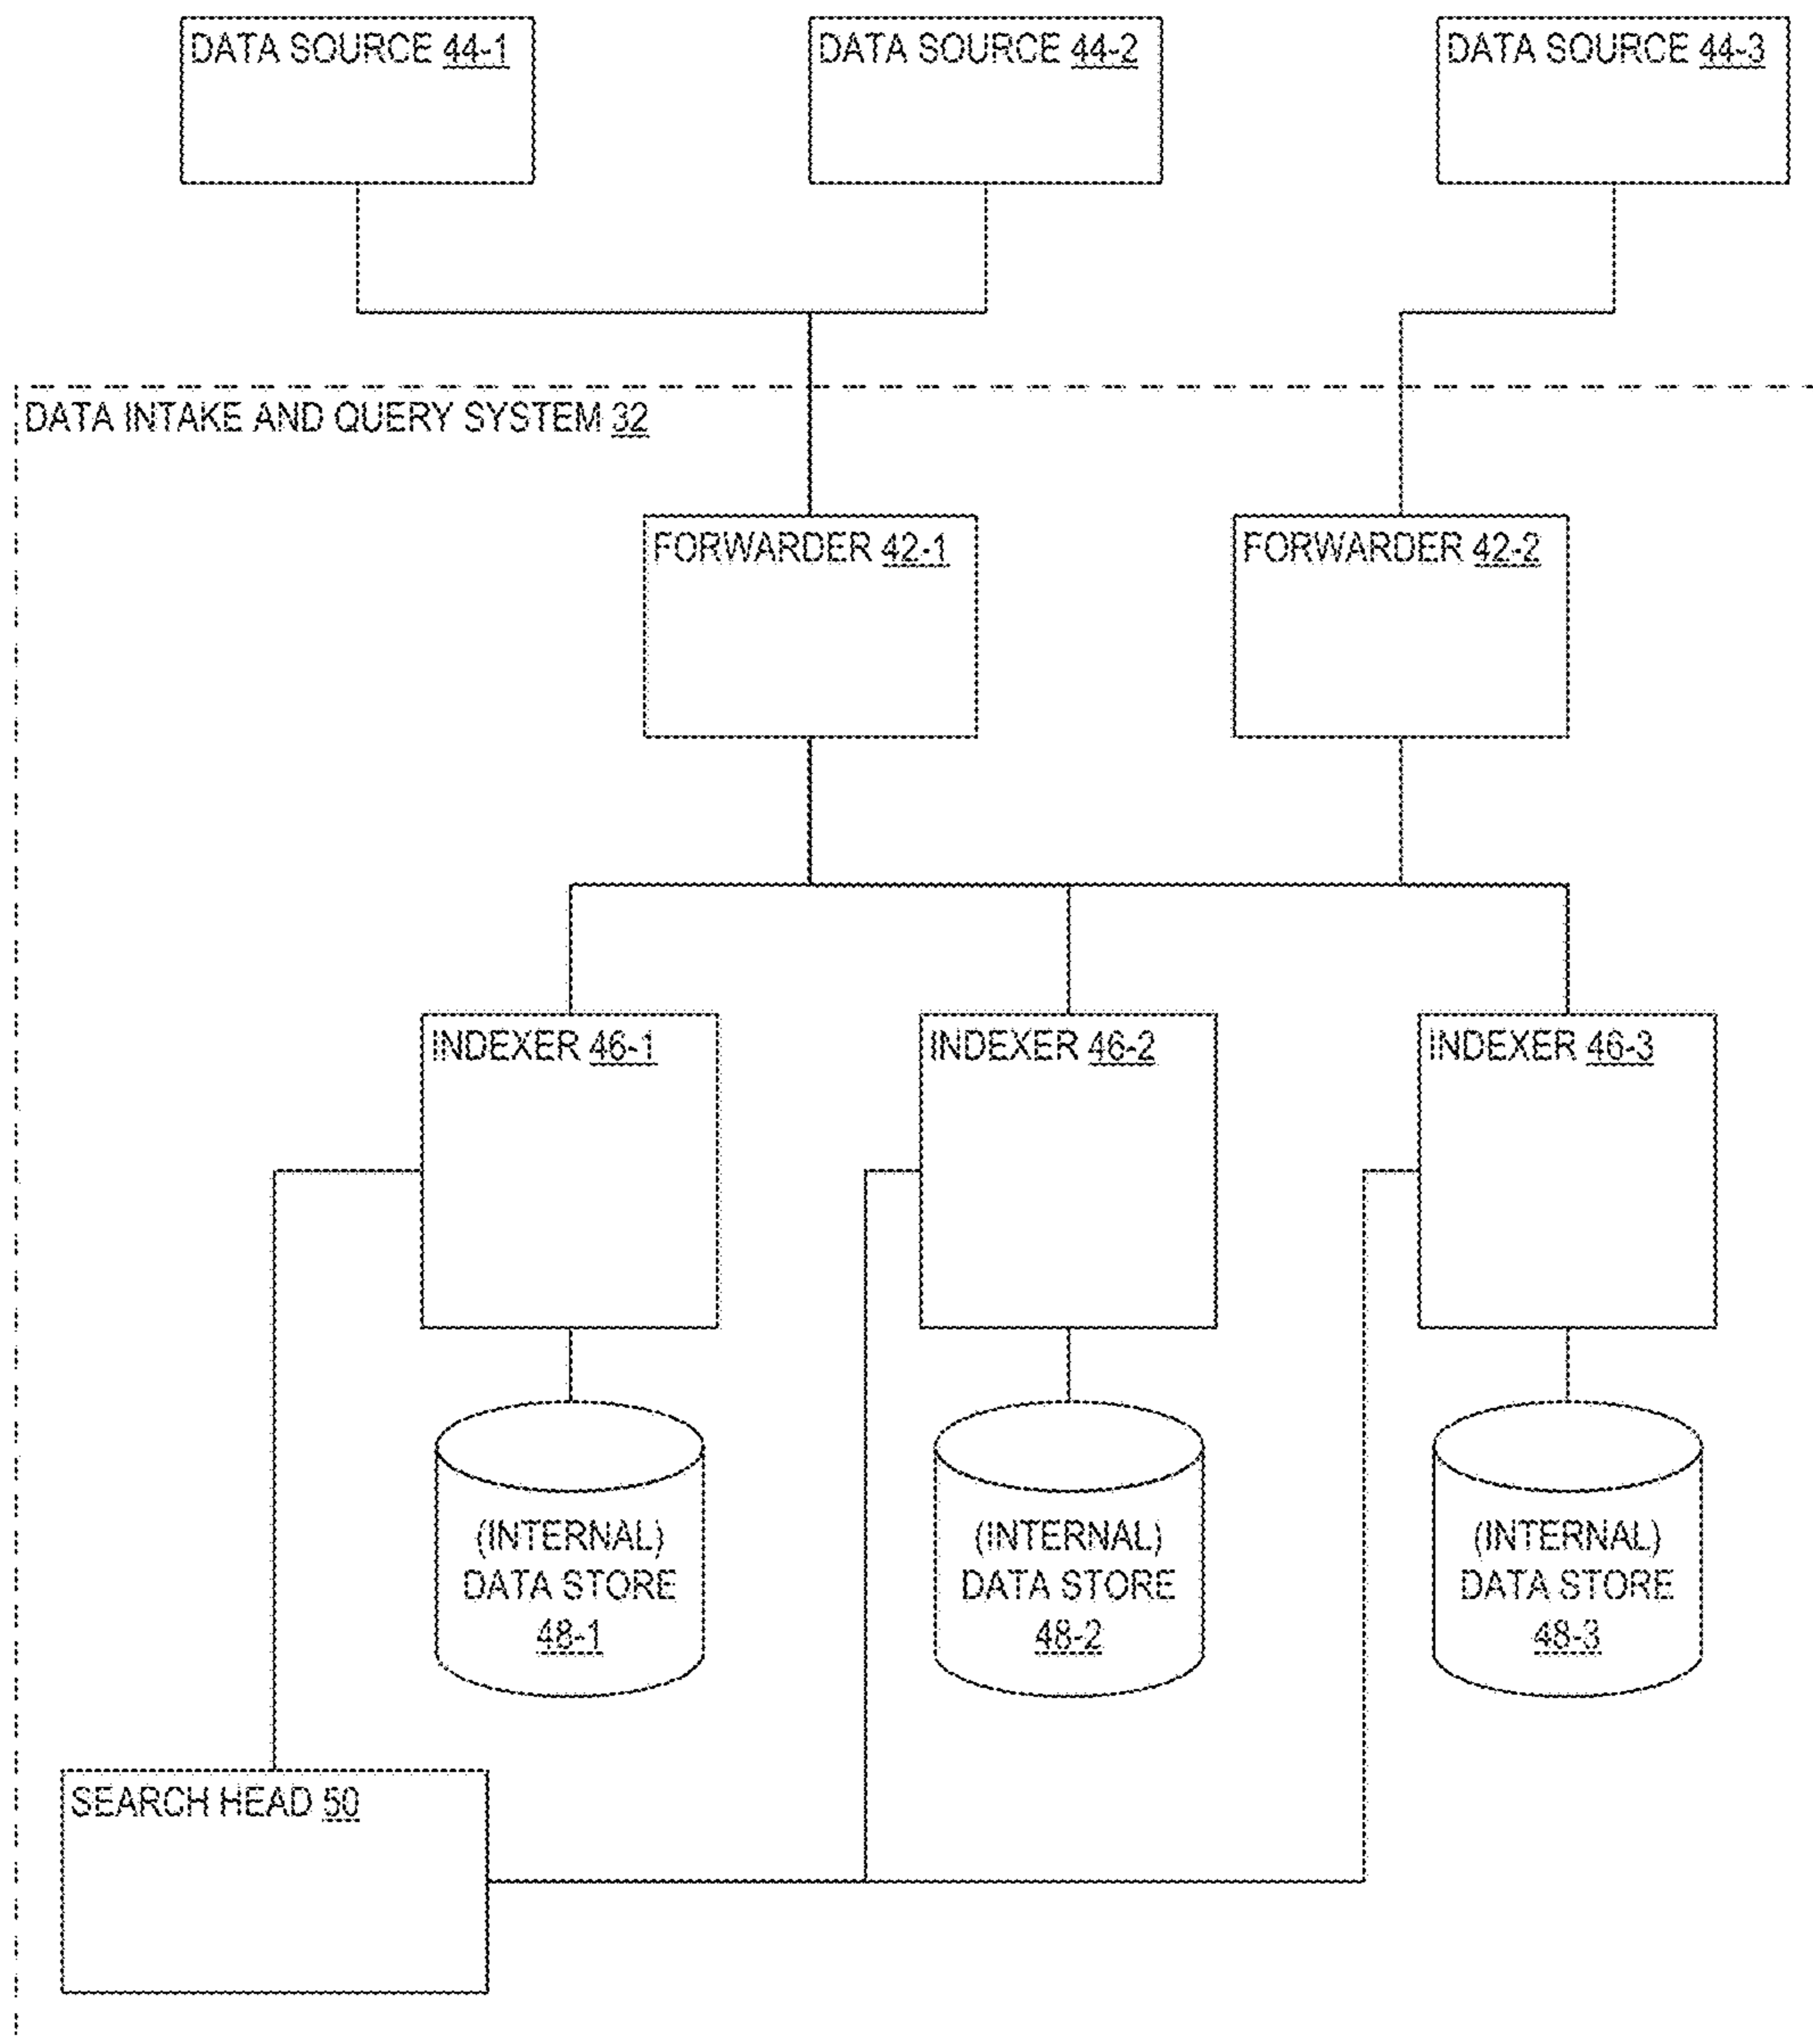 DATA SOURCE 44-1
DATA SOURCE 44-2
DATA SOURCE 44-3
DATA INTAKE AND QUERY SYSTEM 32
FORWARDER 42-1
FORWARDER 42-2
INDEXER 46-1
INDEXER 46-2
INDEXER 46-3
(INTERNAL)
DATA STORE
48-1
(INTERNAL)
DATA STORE
48-2
(INTERNAL)
DATA STORE
48-3
SEARCH HEAD 50